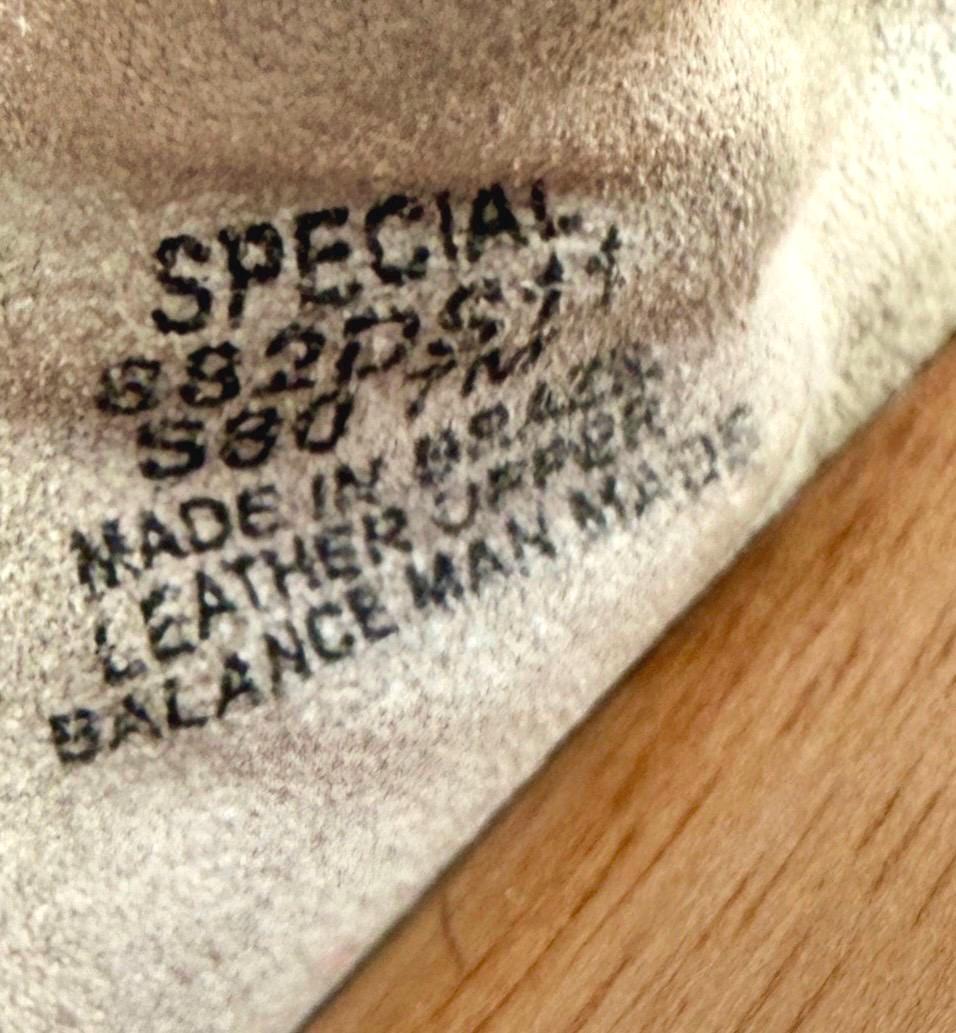 SPECIAL
MADE IN BRAZIL
LEATHER UPPER
BALANCE MAN MADE